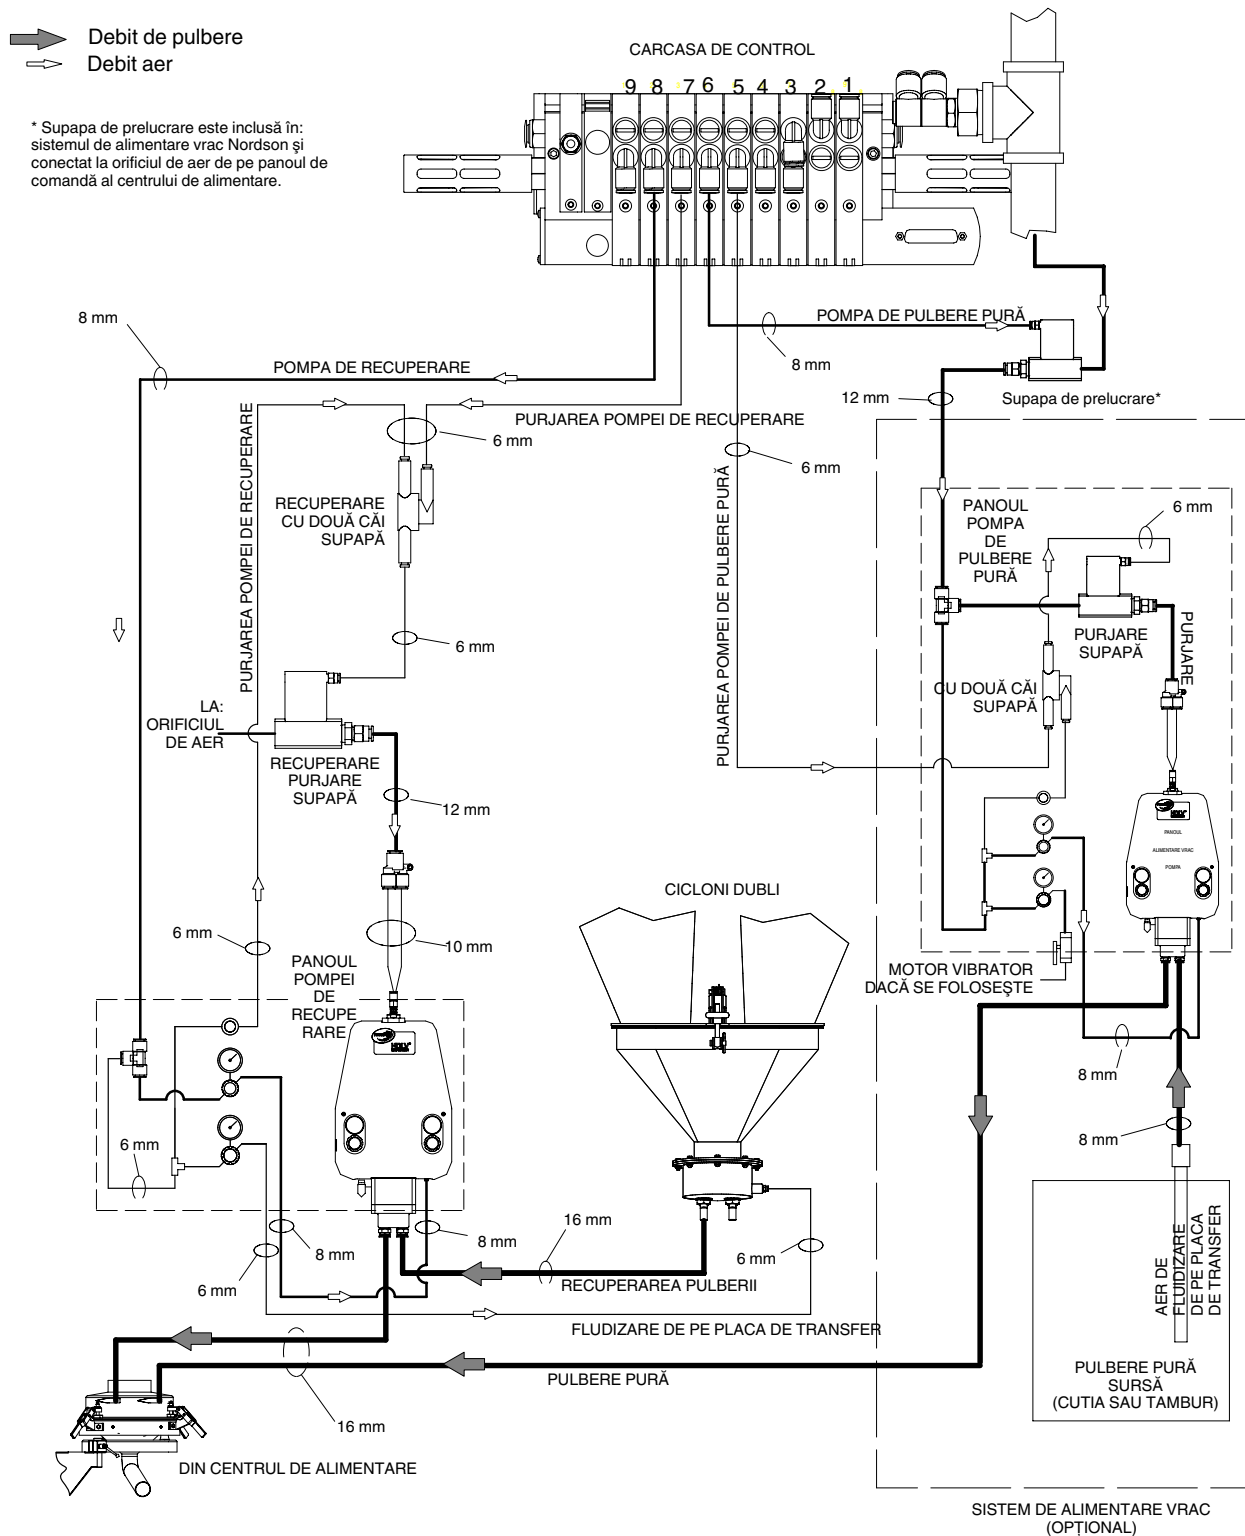 Debit de pulbere
Debit aer
* Supapa de prelucrare este inclusă în:
sistemul de alimentare vrac Nordson şi
conectat la orificiul de aer de pe panoul de
comandă al centrului de alimentare.
CARCASA DE CONTROL
9 8 7 6 5 4 3 2 1
8 mm
POMPA DE RECUPERARE
POMPA DE PULBERE PURĂ
8 mm
12 mm
Supapa de prelucrare*
PURJAREA POMPEI DE RECUPERARE
6 mm
6 mm
PURJAREA POMPEI DE RECUPERARE
RECUPERARE
CU DOUĂ CĂI
SUPAPĂ
PURJAREA POMPEI DE PULBERE PURĂ
PANOUL
POMPA
DE
PULBERE
PURĂ
6 mm
6 mm
PURJARE
SUPAPĂ
PURJARE
CU DOUĂ CĂI
SUPAPĂ
LA:
ORIFICIUL
DE AER
RECUPERARE
PURJARE
SUPAPĂ
12 mm
PANOUL
ALIMENTARE VRAC
POMPA
CICLONI DUBLI
6 mm
10 mm
PANOUL
POMPEI
DE
RECUPE
RARE
MOTOR VIBRATOR
DACĂ SE FOLOSEŞTE
8 mm
8 mm
6 mm
16 mm
8 mm
8 mm
6 mm
6 mm
RECUPERAREA PULBERII
AER DE
FLUIDIZARE
DE PE PLACA
DE TRANSFER
FLUDIZARE DE PE PLACA DE TRANSFER
PULBERE PURĂ
PULBERE PURĂ
SURSĂ
(CUTIA SAU TAMBUR)
16 mm
DIN CENTRUL DE ALIMENTARE
SISTEM DE ALIMENTARE VRAC
(OPŢIONAL)